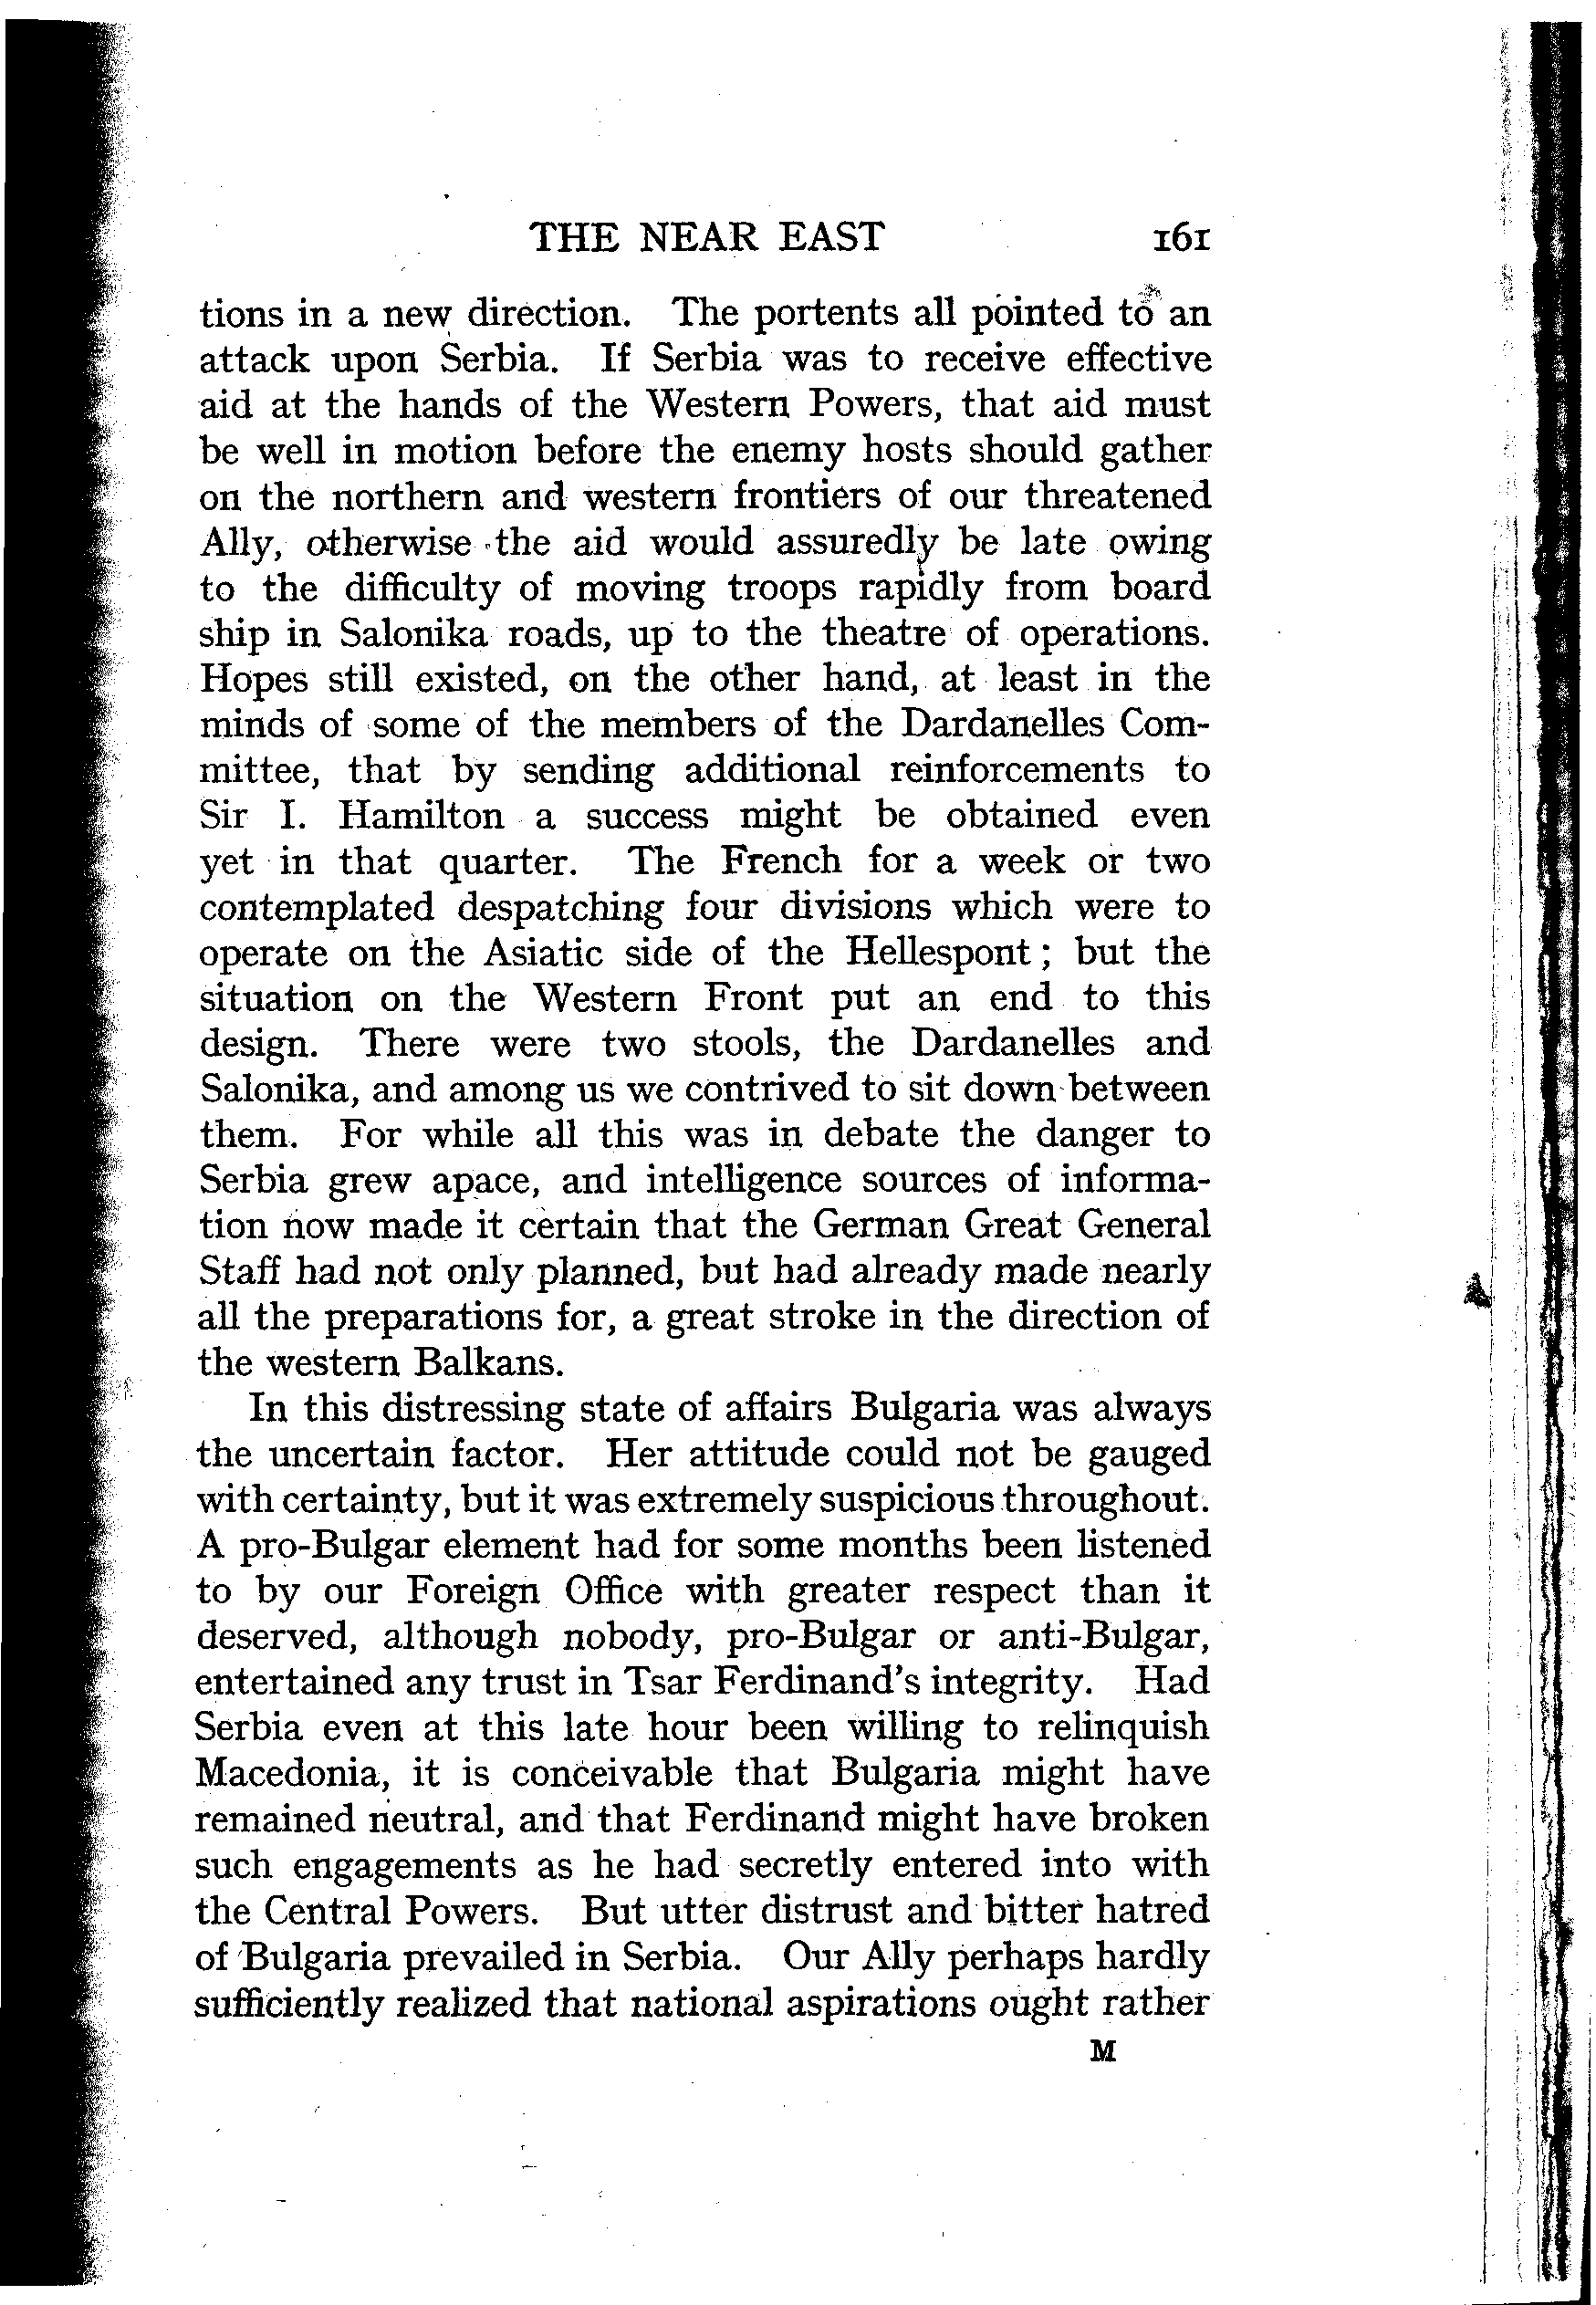 THE NEAR EAST 161
tions in a new direction. The portents all pointed to an
attack upon Serbia. If Serbia was to receive effective
aid at the hands of the Western Powers, that aid must
be well in motion before the enemy hosts should gather
on the northern and western frontiers of our threatened
Ally, otherwise the aid would assuredly be late owing
to the difficulty of moving troops rapidly from board
ship in Salonika roads, up to the theatre of operations.
Hopes still existed, on the other hand, at least in the
minds of some of the members of the Dardanelles Com-
mittee, that by sending additional reinforcements to
Sir I. Hamilton a success might be obtained even
yet in that quarter. The French for a week or two
contemplated despatching four divisions which were to
operate on the Asiatic side of the Hellespont ; but the
situation on the Western Front put an end to this
design. There were two stools, the Dardanelles and
Salonika, and among us we contrived to sit down between
them. For while all this was in debate the danger to
Serbia grew apace, and intelligence sources of informa-
tion now made it certain that the German Great General
Staff had not only planned, but had already made nearly
all the preparations for, a great stroke in the direction of
the western Balkans.
In this distressing state of affairs Bulgaria was always
the uncertain factor. Her attitude could not be gauged
with certainty, but it was extremely suspicious throughout.
A pro-Bulgar element had for some months been listened
to by our Foreign Office with greater respect than it
deserved, although nobody, pro-Bulgar or anti-Bulgar,
entertained any trust in Tsar Ferdinand's integrity. Had
Serbia even at this late hour been willing to relinquish
Macedonia, it is conceivable that Bulgaria might have
remained neutral, and that Ferdinand might have broken
such engagements as he had secretly entered into with
the Central Powers. But utter distrust and bitter hatred
of Bulgaria prevailed in Serbia. Our Ally perhaps hardly
sufficiently realized that national aspirations ought rather
M